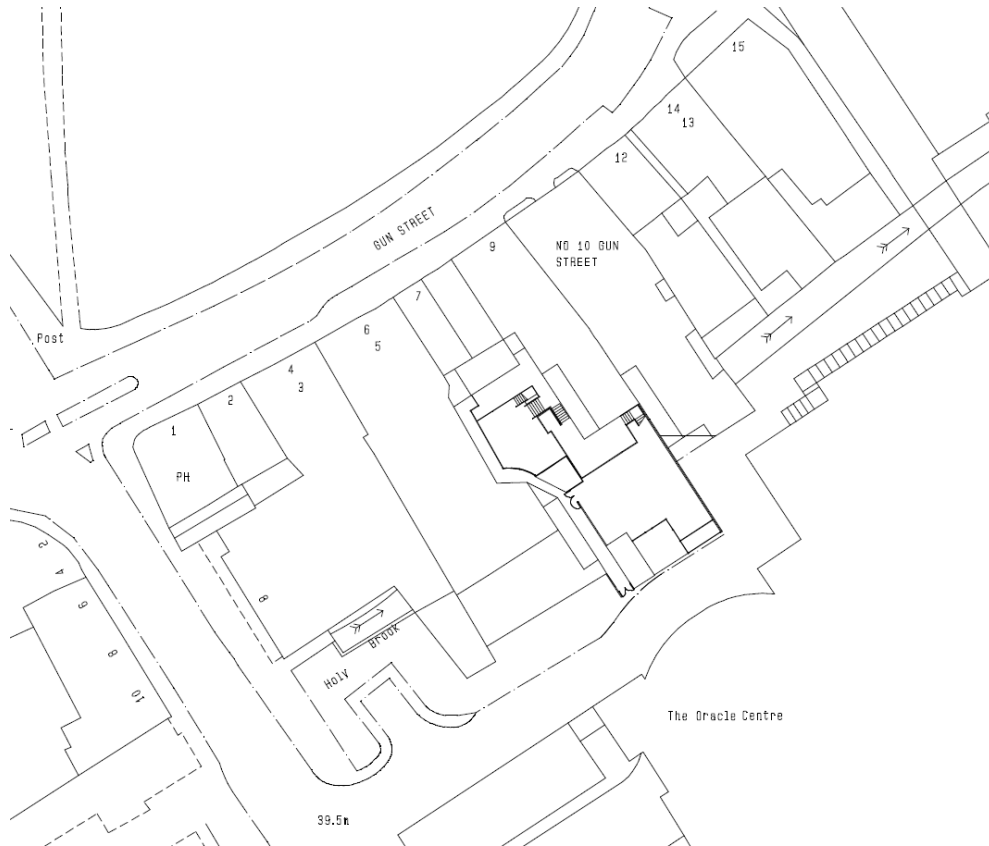 15
14
13
12
GUN STREET
9
NO 10 GUN
STREET
7
Post
6
5
4
3
2
1
PH
2
4
6
8
10
8
Holy
Brook
The Oracle Centre
39.5m